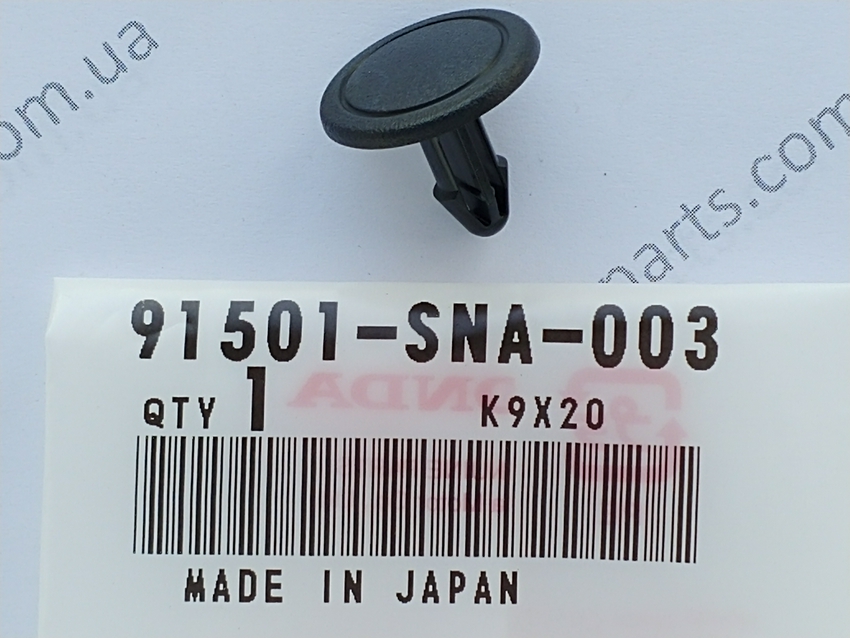 om.ua
parts.com
91501-SNA-003
QTY 1 K9X20
MADE IN JAPAN